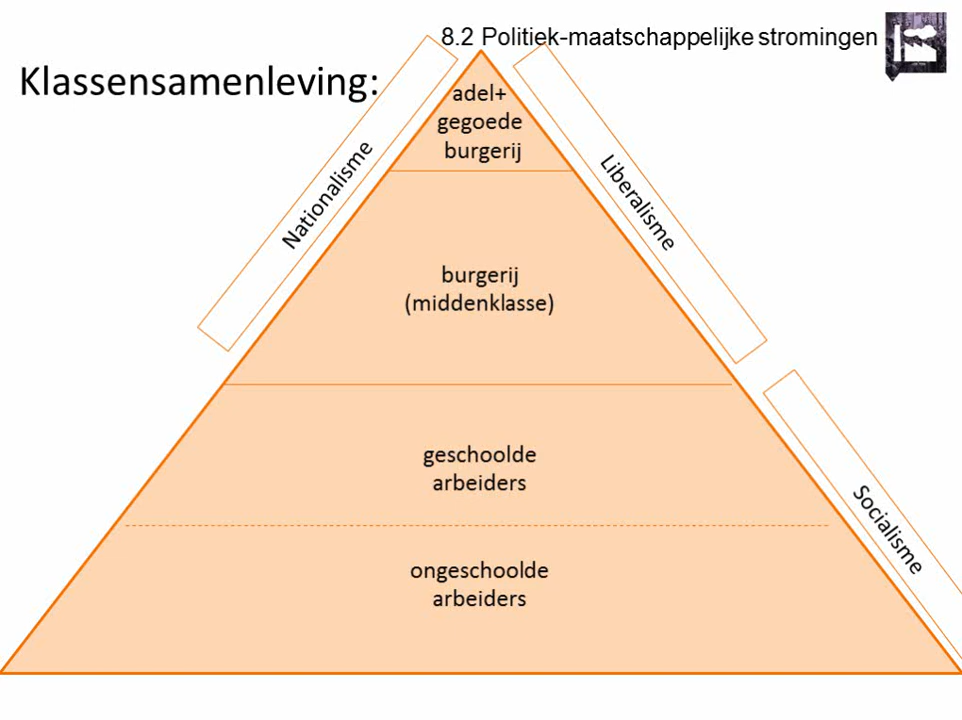 8.2 Politiek-maatschappelijke stromingen
Klassensamenleving:
adel+
gegoede
burgerij
Nationalisme
Liberalisme
burgerij
(middenklasse)
geschoolde
arbeiders
Socialisme
ongeschoolde
arbeiders